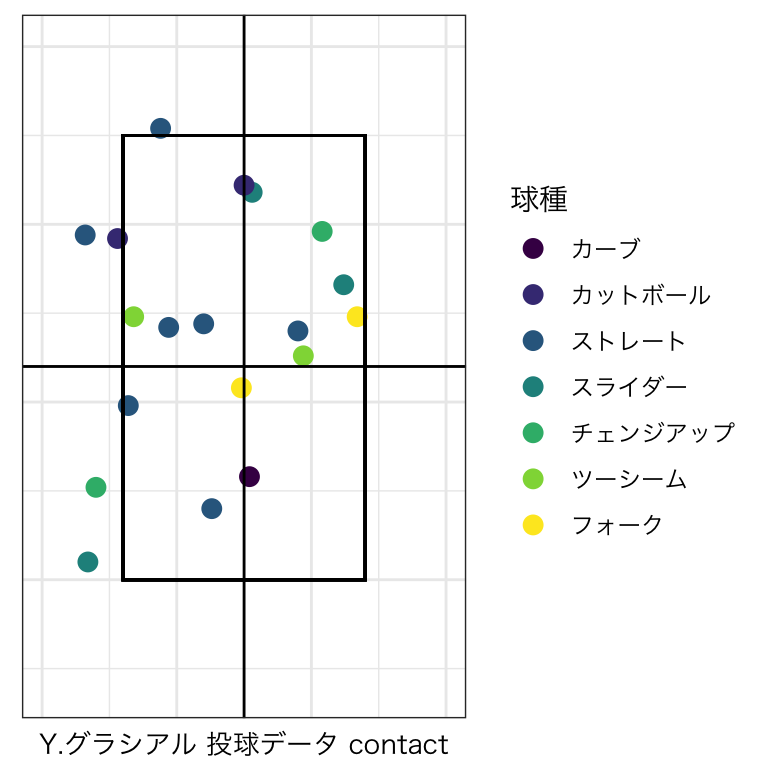 球種
カーブ
カットボール
ストレート
スライダー
チェンジアップ
ツーシーム
フォーク
Y.グラシアル 投球データ contact